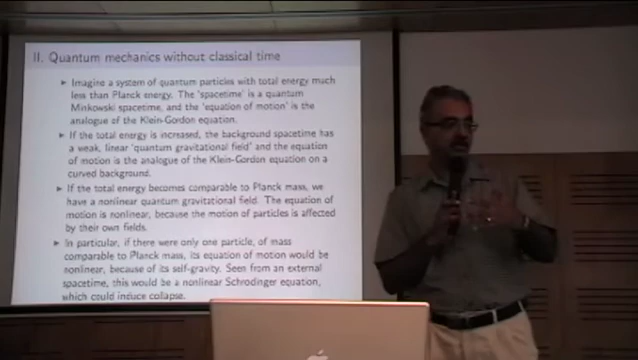 II. Quantum mechanics without classical time
► Imagine a system of quantum particles with total energy much
less than Planck energy. The 'spacetime' is a quantum
Minkowski spacetime, and the 'equation of motion' is the
analogue of the Klein-Gordon equation.
► If the total energy is increased, the background spacetime has
a weak, linear 'quantum gravitational field' and the equation
of motion is the analogue of the Klein-Gordon equation on a
curved background.
► If the total energy becomes comparable to Planck mass, we
have a nonlinear quantum gravitational field. The equation of
motion is nonlinear, because the motion of particles is affected
by their own fields.
► In particular, if there were only one particle, of mass
comparable to Planck mass, its equation of motion would be
nonlinear, because of its self-gravity. Seen from an external
spacetime, this would be a nonlinear Schrodinger equation,
which could induce collapse.